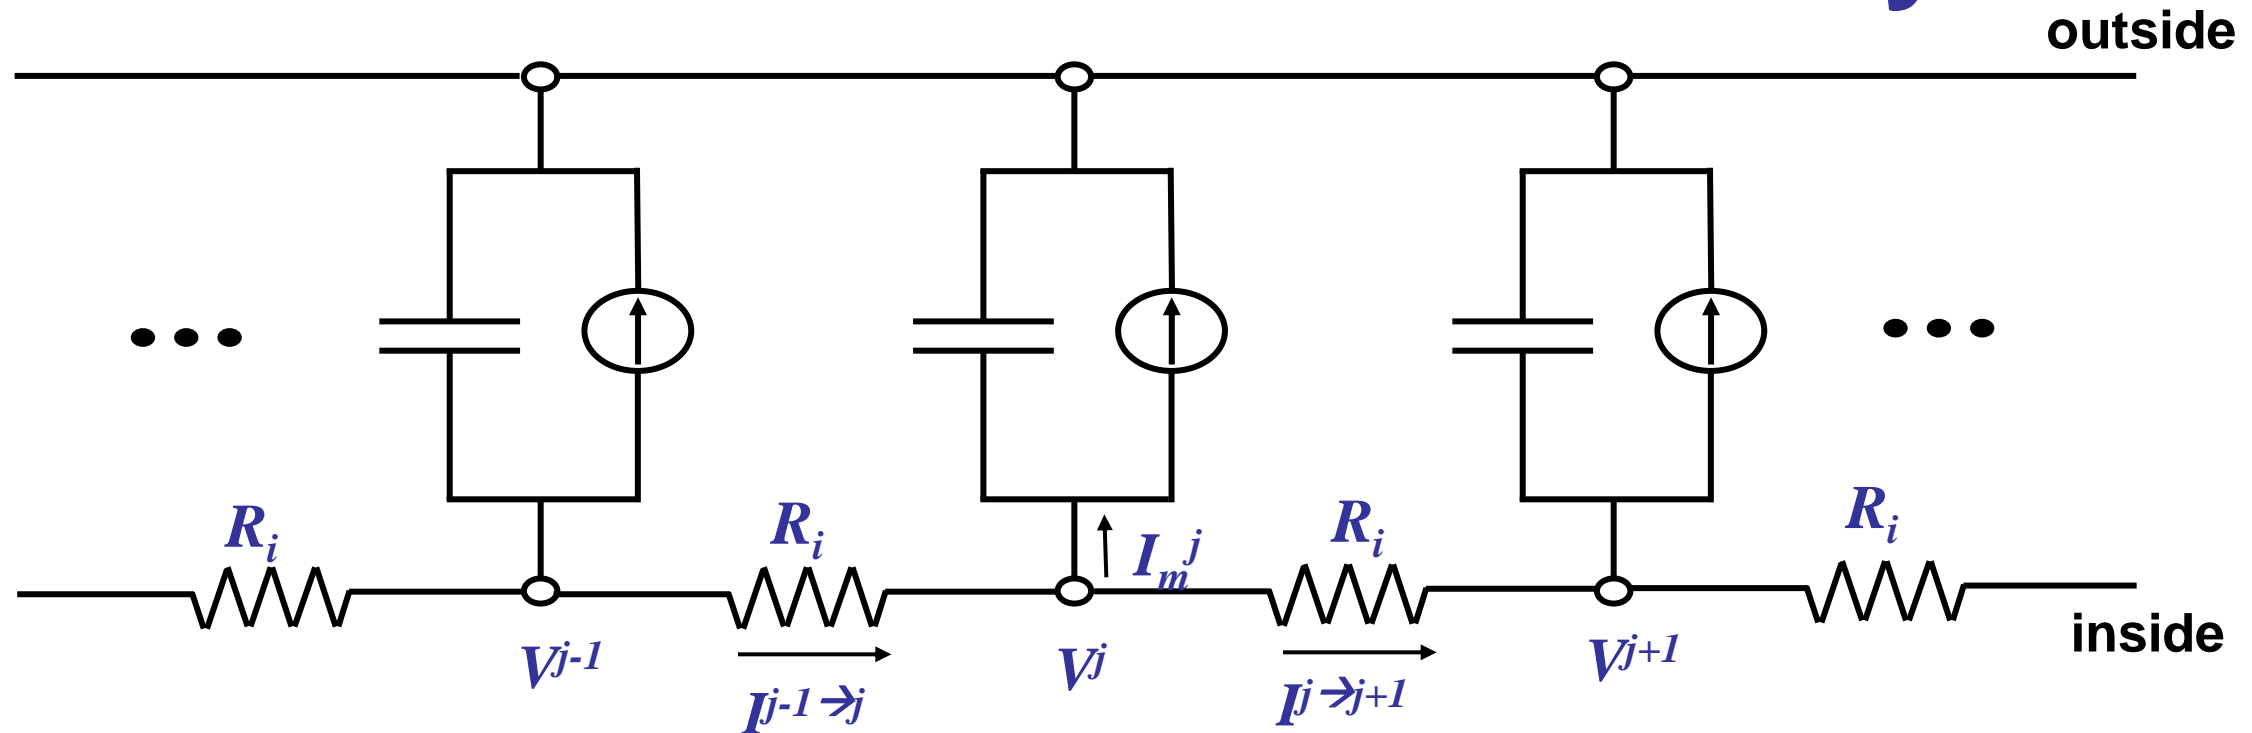 outside
R_i
R_i
I_m^j
R_i
R_i
inside
V^{j-1}
V^j
V^{j+1}
I^{j-1→j}
I^{j→j+1}